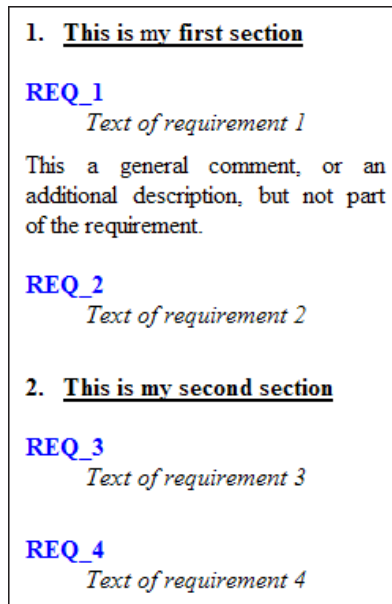 1. This is my first section
REQ_1
Text of requirement 1
This a general comment, or an
additional description, but not part
of the requirement.
REQ_2
Text of requirement 2
2. This is my second section
REQ_3
Text of requirement 3
REQ_4
Text of requirement 4